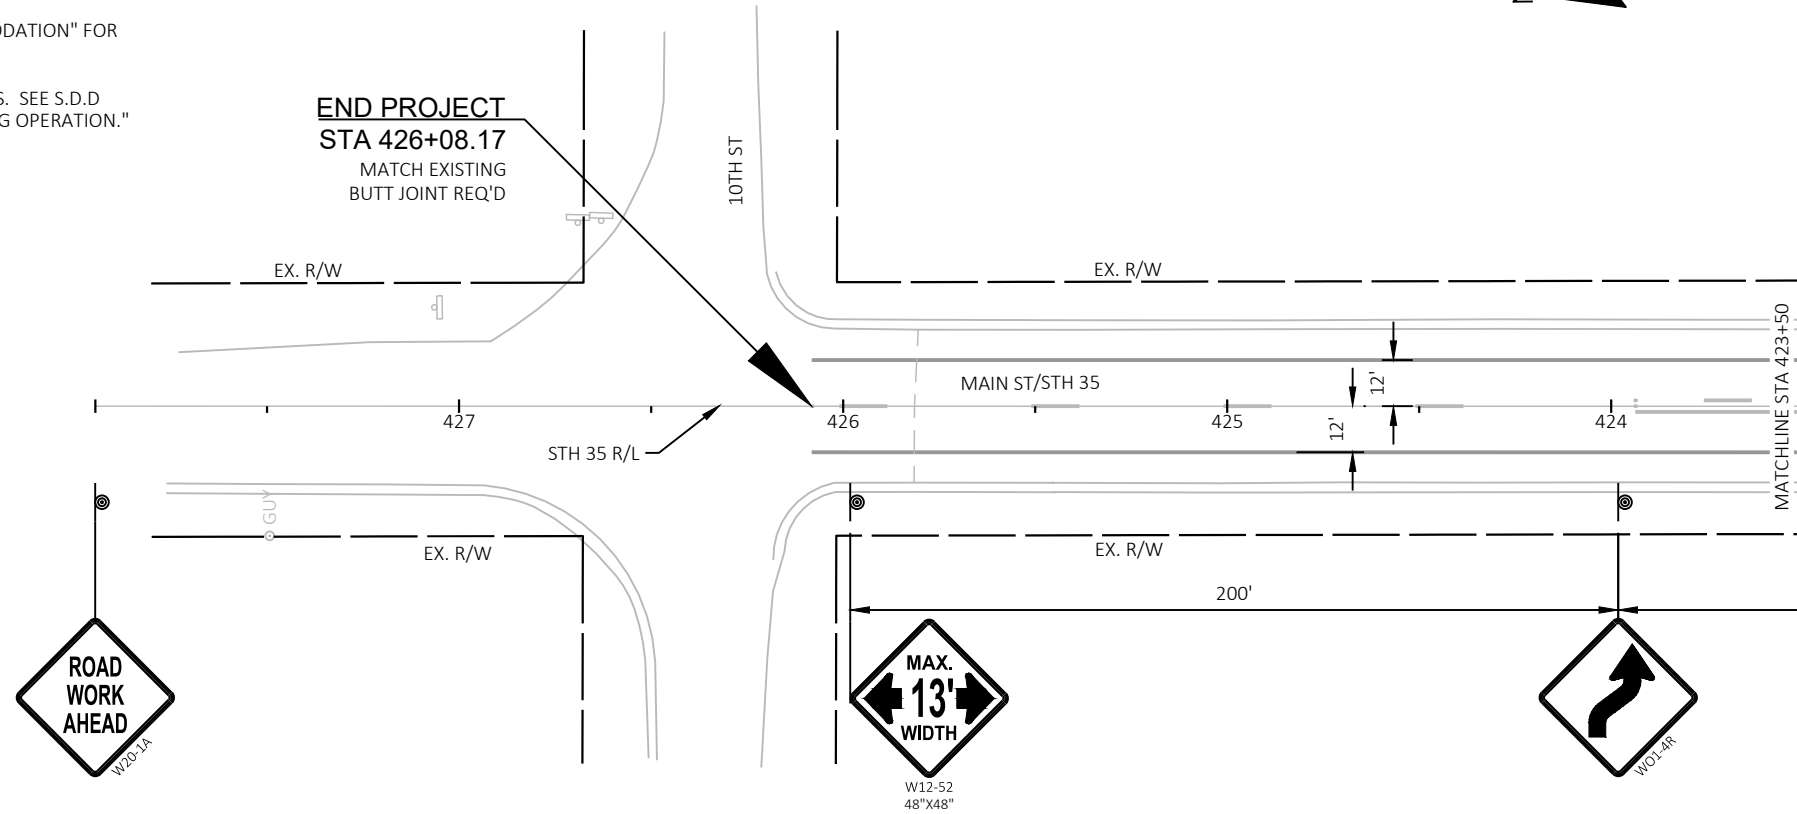 ODATION" FOR
S.  SEE S.D.D
G OPERATION."
END PROJECT
STA 426+08.17
MATCH EXISTING
BUTT JOINT REQ'D
10TH ST
EX. R/W
EX. R/W
MAIN ST/STH 35
12'
12'
MATCHLINE STA 423+50
427
426
425
424
STH 35 R/L
GUY
EX. R/W
EX. R/W
200'
ROAD
WORK
AHEAD
W20-1A
MAX.
13'
WIDTH
W12-52
48"X48"
WO1-4R